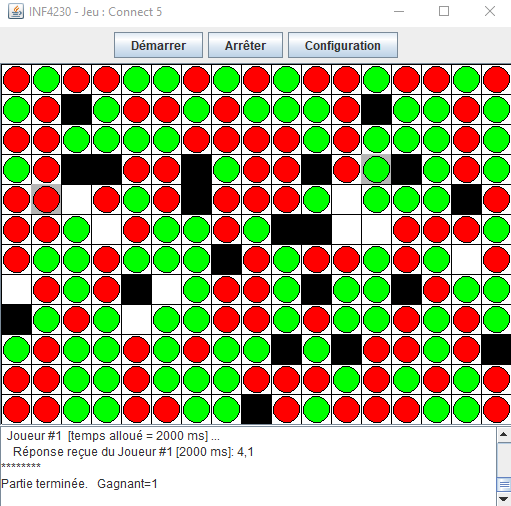 INF4230 - Jeu : Connect 5
Démarrer Arrêter Configuration
Joueur #1 [temps alloué = 2000 ms] ...
Réponse reçue du Joueur #1 [2000 ms]: 4,1
********
Partie terminée. Gagnant=1